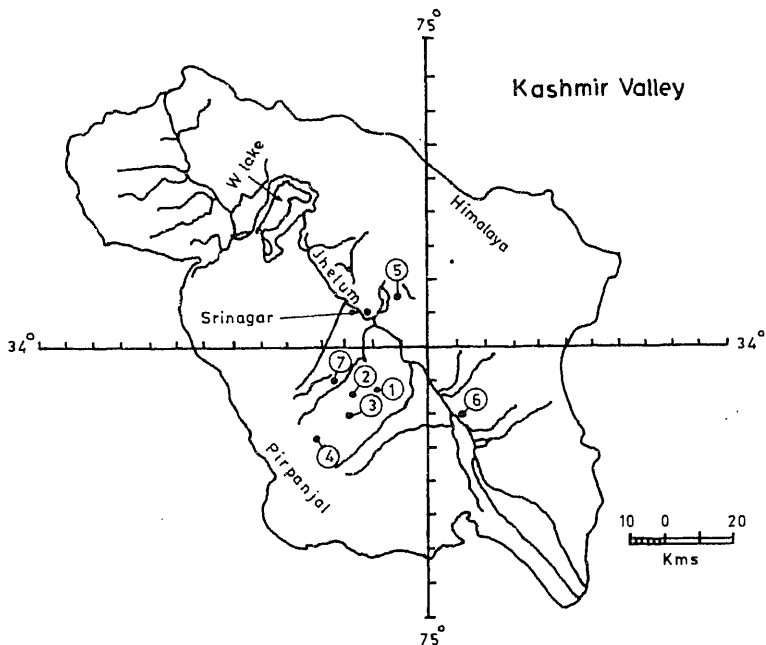 75°
Kashmir Valley
W lake
Himalaya
Jhelum
5
Srinagar
34°
34°
7
2
1
3
6
4
Pirpanjal
10 0 20
Kms
75°